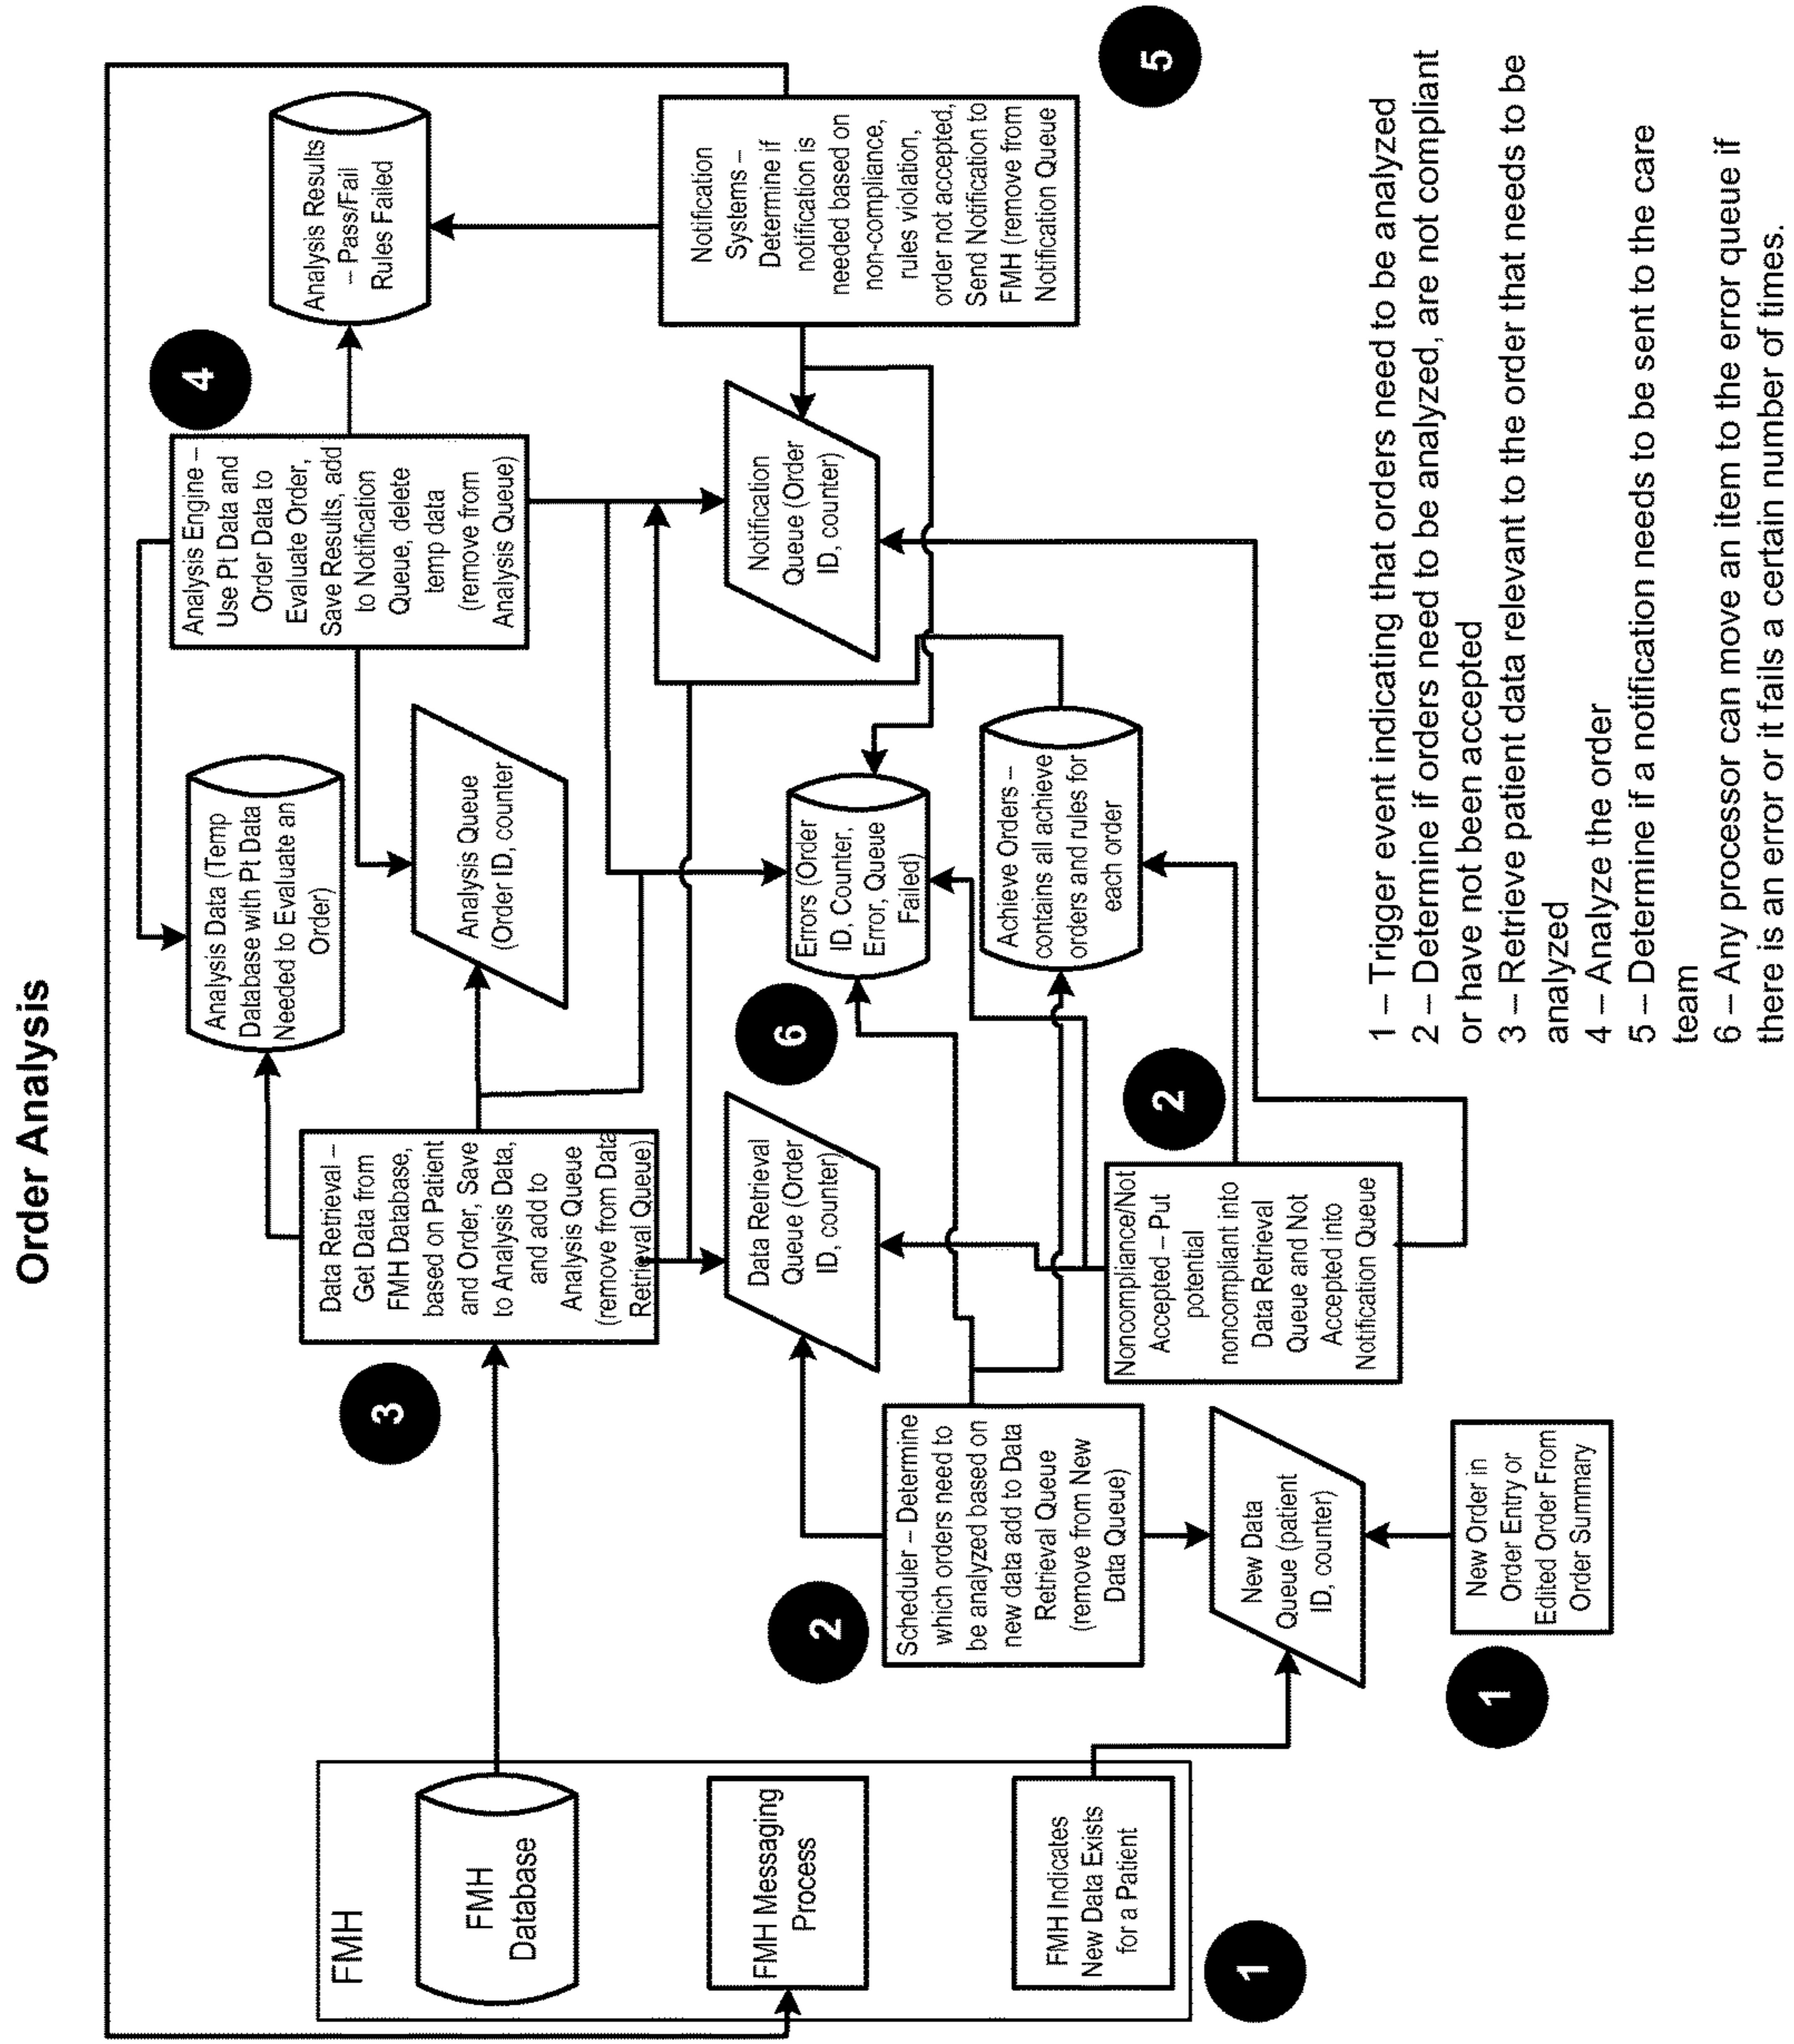 Order Analysis
FMH
FMH
Database
FMH Messaging
Process
FMH Indicates
New Data Exists
for a Patient
1
3
Data Retrieval –
Get Data from
FMH Database,
based on Patient
and Order, Save
to Analysis Data,
and add to
Analysis Queue
(remove from Data
Retrieval Queue)
Analysis Data (Temp
Database with Pt Data
Needed to Evaluate an
Order)
Analysis Queue
(Order ID, counter)
4
Analysis Engine –
Use Pt Data and
Order Data to
Evaluate Order,
Save Results, add
to Notification
Queue, delete
temp data
(remove from
Analysis Queue)
Analysis Results
– Pass/Fail
Rules Failed
2
Scheduler – Determine
which orders need to
be analyzed based on
new data add to Data
Retrieval Queue
(remove from New
Data Queue)
Data Retrieval
Queue (Order
ID, counter)
6
Errors (Order
ID, Counter,
Error, Queue
Failed)
Notification
Queue (Order
ID, counter)
Notification
Systems –
Determine if
notification is
needed based on
non-compliance,
rules violation,
order not accepted,
Send Notification to
FMH (remove from
Notification Queue
5
Achieve Orders –
contains all achieve
orders and rules for
each order
2
Noncompliance/Not
Accepted – Put
potential
noncompliant into
Data Retrieval
Queue and Not
Accepted into
Notification Queue
New Data
Queue (patient
ID, counter)
1
New Order in
Order Entry or
Edited Order From
Order Summary
1 – Trigger event indicating that orders need to be analyzed
2 – Determine if orders need to be analyzed, are not compliant
or have not been accepted
3 – Retrieve patient data relevant to the order that needs to be
analyzed
4 – Analyze the order
5 – Determine if a notification needs to be sent to the care
team
6 – Any processor can move an item to the error queue if
there is an error or it fails a certain number of times.